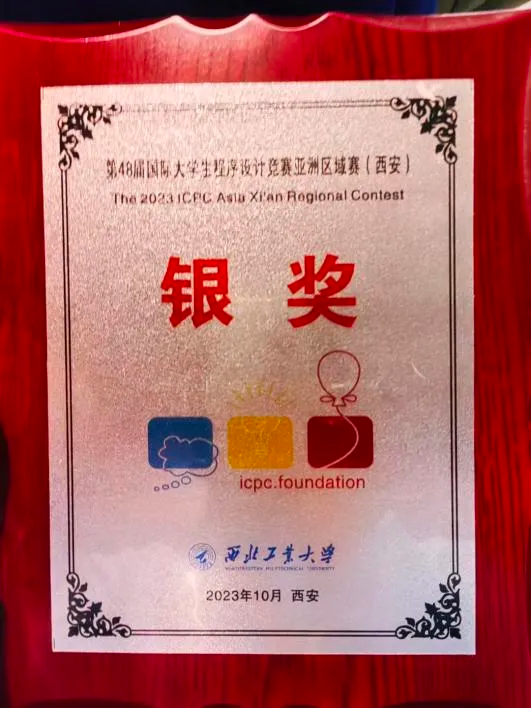 第48届国际大学生程序设计竞赛亚洲区域赛（西安）
The 2023 ICPC Asia Xi'an Regional Contest
银奖
icpc.foundation
西北工业大学
NORTHWESTERN POLYTECHNICAL UNIVERSITY
2023年10月 西安